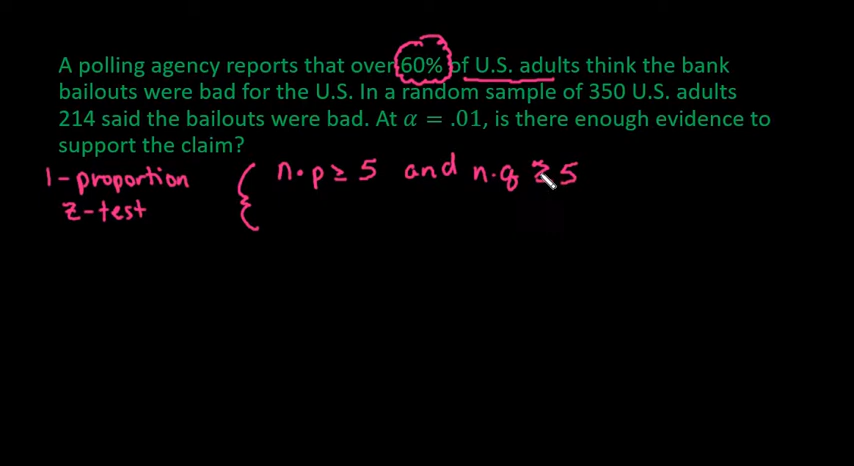 A polling agency reports that over 60% of U.S. adults think the bank
bailouts were bad for the U.S. In a random sample of 350 U.S. adults
214 said the bailouts were bad. At α = .01, is there enough evidence to
support the claim?
1-proportion n·p ≥ 5 and n·q ≥ 5
z-test